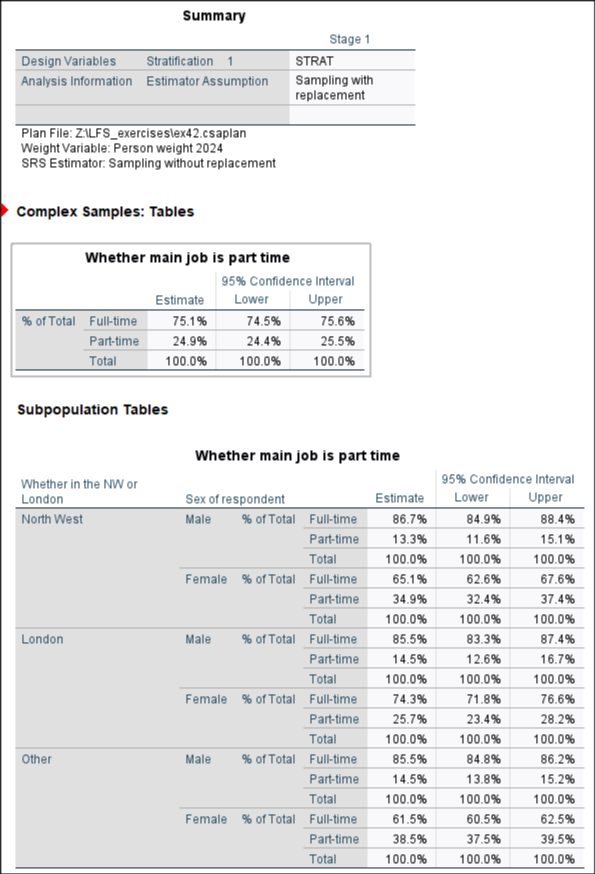 Summary
Stage 1
Design Variables Stratification 1 STRAT
Analysis Information Estimator Assumption Sampling with
replacement
Plan File: Z:\LFS_exercises\ex42.csaplan
Weight Variable: Person weight 2024
SRS Estimator: Sampling without replacement
Complex Samples: Tables
Whether main job is part time
95% Confidence Interval
Estimate Lower Upper
% of Total Full-time 75.1% 74.5% 75.6%
Part-time 24.9% 24.4% 25.5%
Total 100.0% 100.0% 100.0%
Subpopulation Tables
Whether main job is part time
Whether in the NW or
London
Sex of respondent
95% Confidence Interval
Estimate Lower Upper
North West Male % of Total Full-time 86.7% 84.9% 88.4%
Part-time 13.3% 11.6% 15.1%
Total 100.0% 100.0% 100.0%
Female % of Total Full-time 65.1% 62.6% 67.6%
Part-time 34.9% 32.4% 37.4%
Total 100.0% 100.0% 100.0%
London Male % of Total Full-time 85.5% 83.3% 87.4%
Part-time 14.5% 12.6% 16.7%
Total 100.0% 100.0% 100.0%
Female % of Total Full-time 74.3% 71.8% 76.6%
Part-time 25.7% 23.4% 28.2%
Total 100.0% 100.0% 100.0%
Other Male % of Total Full-time 85.5% 84.8% 86.2%
Part-time 14.5% 13.8% 15.2%
Total 100.0% 100.0% 100.0%
Female % of Total Full-time 61.5% 60.5% 62.5%
Part-time 38.5% 37.5% 39.5%
Total 100.0% 100.0% 100.0%